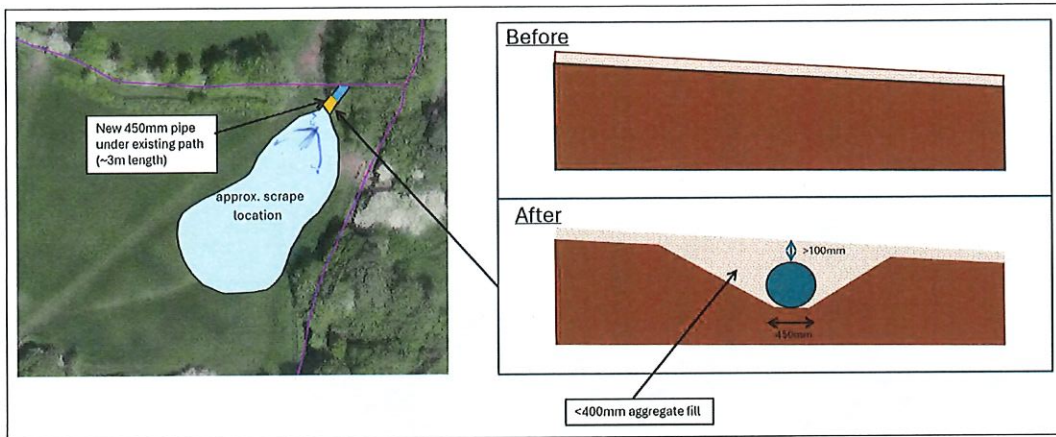 New 450mm pipe
under existing path
(~3m length)
approx. scrape
location
Before
After
>100mm
450mm
<400mm aggregate fill